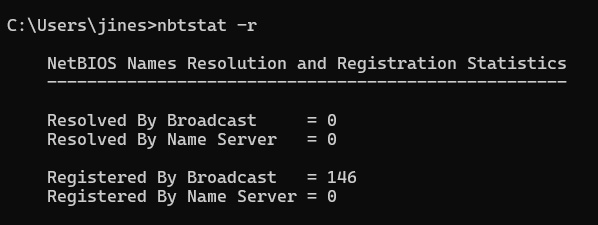 C:\Users\jines>nbtstat -r
NetBIOS Names Resolution and Registration Statistics
----------------------------------------------------
Resolved By Broadcast     = 0
Resolved By Name Server   = 0
Registered By Broadcast   = 146
Registered By Name Server = 0